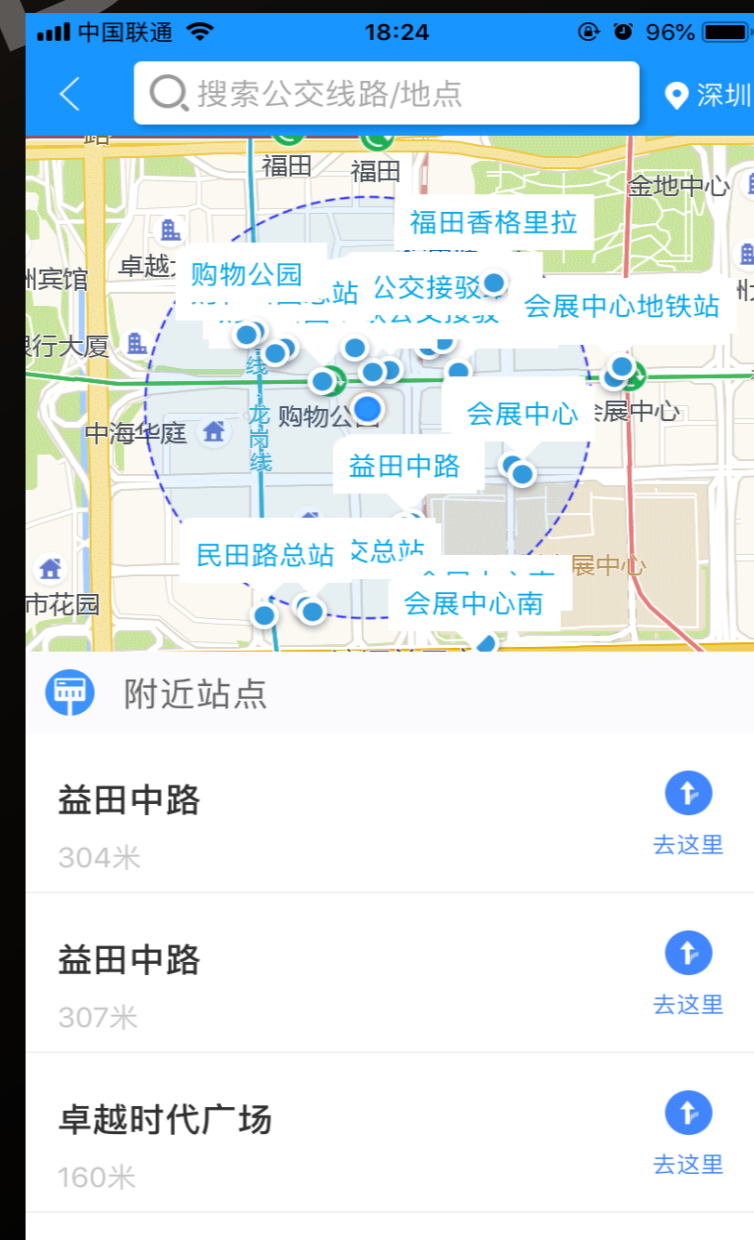 中国联通
18:24
96%
搜索公交线路/地点
深圳
路
福田
福田
金地中心
福田香格里拉
卓越
购物公园
宾馆
总站
公交接驳
会展中心地铁站
行大厦
线
龙
岗
线
购物公
会展中心
展中心
中海华庭
益田中路
民田路总站
交总站
展中心
会展中心南
市花园
附近站点
益田中路
去这里
304米
益田中路
去这里
307米
卓越时代广场
去这里
160米